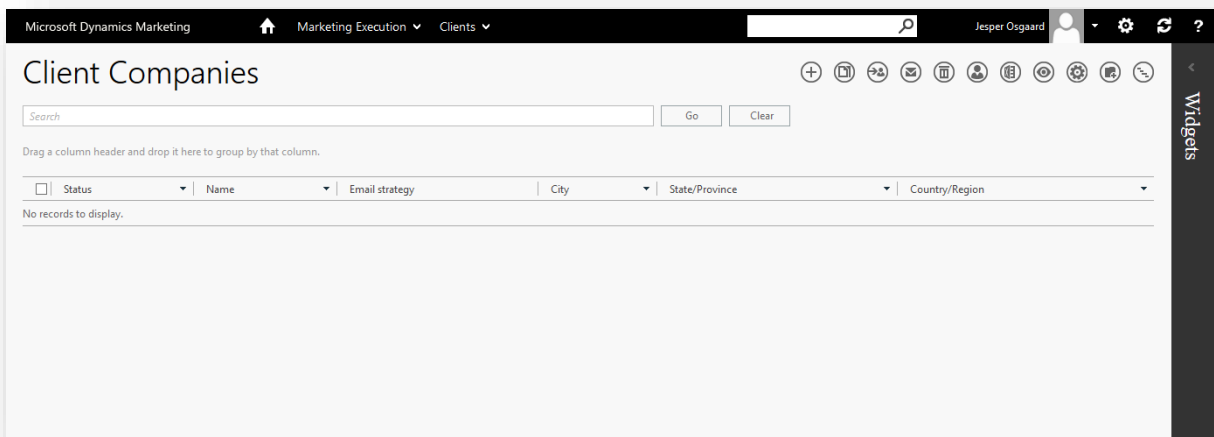 Microsoft Dynamics Marketing Marketing Execution Clients Jesper Osgaard ?
Client Companies
Search Go Clear
Drag a column header and drop it here to group by that column.
Status Name Email strategy City State/Province Country/Region
No records to display.
Widgets